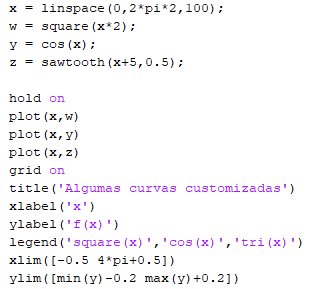 x = linspace(0,2*pi*2,100);
w = square(x*2);
y = cos(x);
z = sawtooth(x+5,0.5);
hold on
plot(x,w)
plot(x,y)
plot(x,z)
grid on
title('Algumas curvas customizadas')
xlabel('x')
ylabel('f(x)')
legend('square(x)','cos(x)','tri(x)')
xlim([-0.5 4*pi+0.5])
ylim([min(y)-0.2 max(y)+0.2])